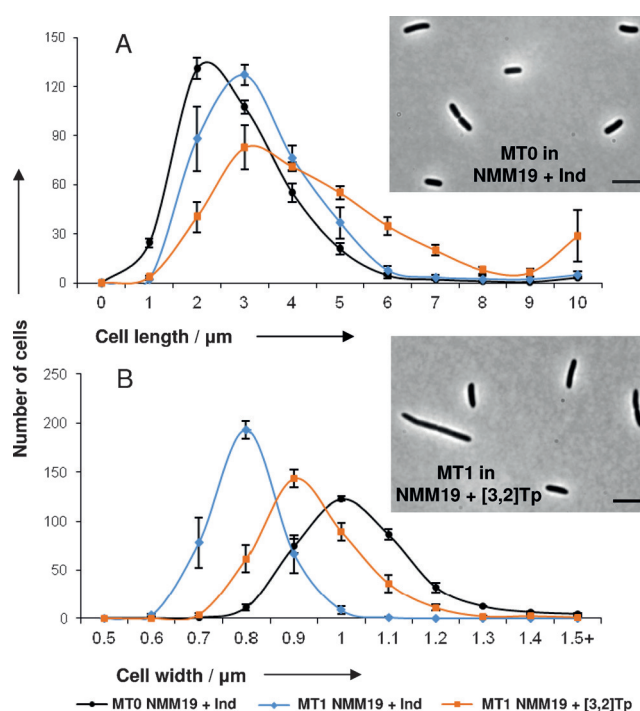 A
150
120
90
60
30
0
0 1 2 3 4 5 6 7 8 9 10
Cell length / µm
MT0 in
NMM19 + Ind
Number of cells
B
250
200
150
100
50
0
0.5 0.6 0.7 0.8 0.9 1 1.1 1.2 1.3 1.4 1.5+
Cell width / µm
MT1 in
NMM19 + [3,2]Tp
MT0 NMM19 + Ind MT1 NMM19 + Ind MT1 NMM19 + [3,2]Tp